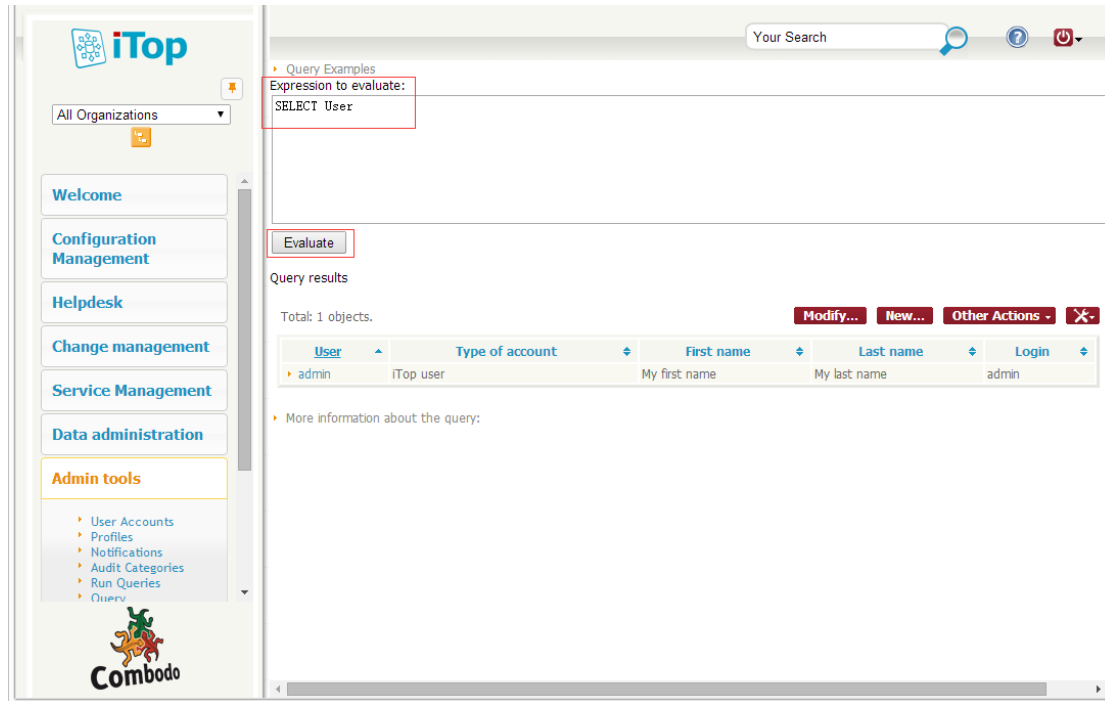 iTop
All Organizations
Welcome
Configuration
Management
Helpdesk
Change management
Service Management
Data administration
Admin tools
User Accounts
Profiles
Notifications
Audit Categories
Run Queries
Query
Combodo
Your Search
?
Query Examples
Expression to evaluate:
SELECT User
Evaluate
Query results
Total: 1 objects.
Modify... New... Other Actions
User Type of account First name Last name Login
admin iTop user My first name My last name admin
More information about the query: